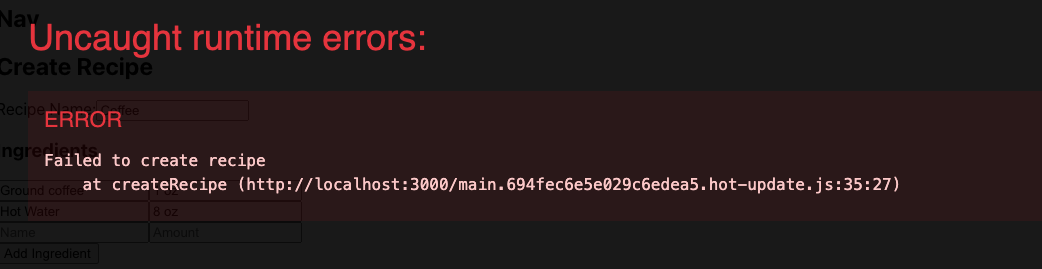 Nav
Uncaught runtime errors:
Create Recipe
Recipe Name: Coffee
ERROR
Ingredients
Failed to create recipe
at createRecipe (http://localhost:3000/main.694fec6e5e029c6edea5.hot-update.js:35:27)
Ground coffee
Hot Water 8 oz
Name Amount
Add Ingredient